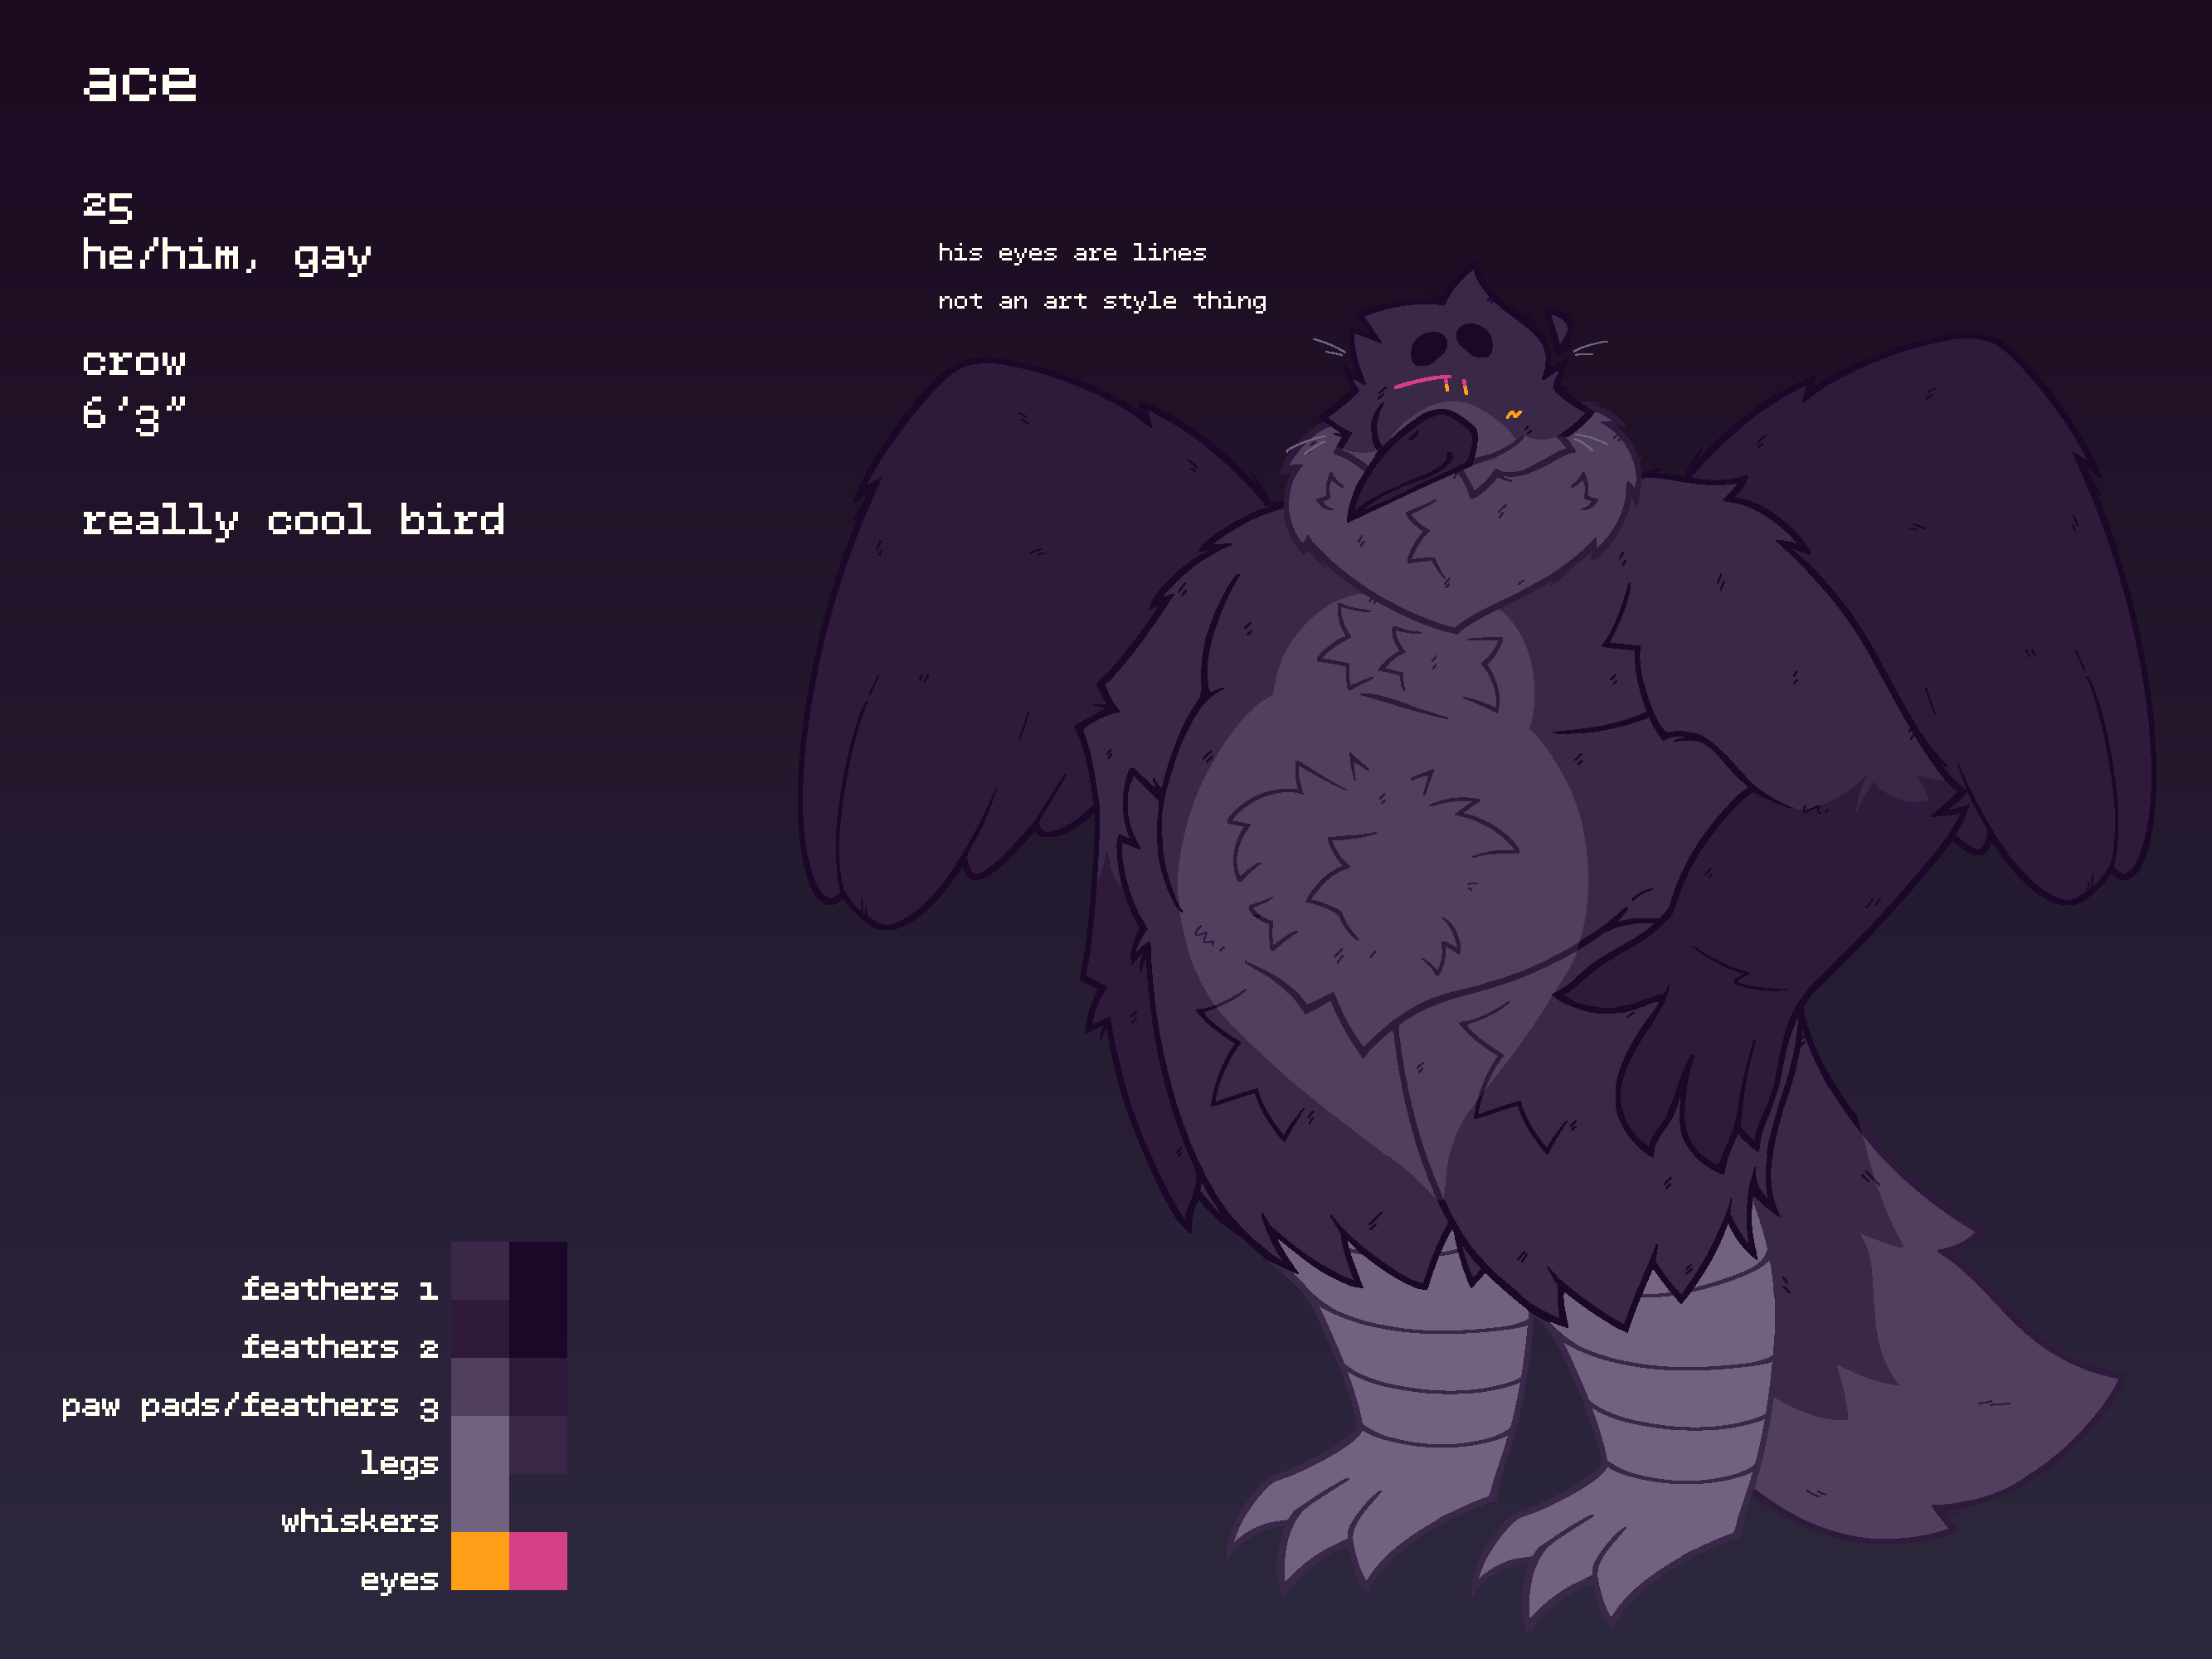 ace
25
he/him, gay
crow
6'3"
really cool bird
his eyes are lines
not an art style thing
feathers 1
feathers 2
paw pads/feathers 3
legs
whiskers
eyes